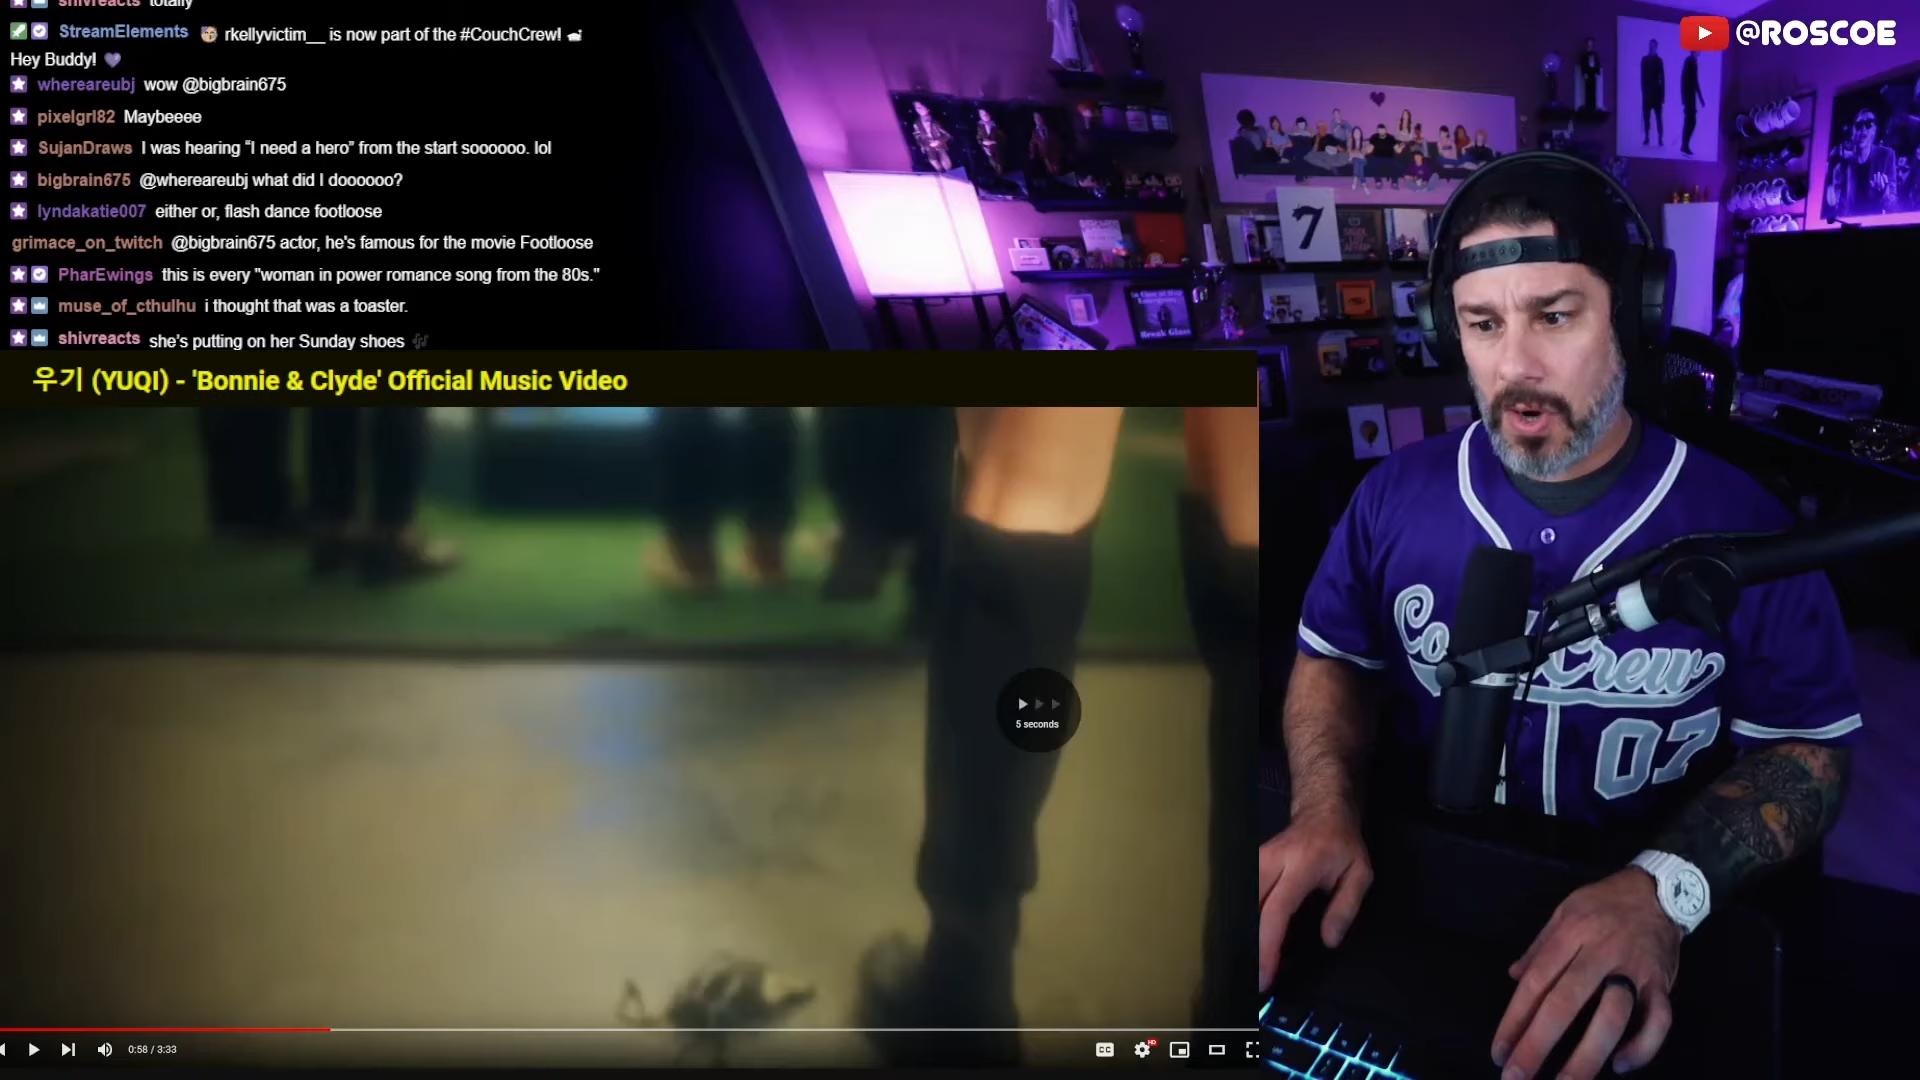 shivreacts totally
StreamElements rkellyvictim__ is now part of the #CouchCrew!
Hey Buddy!
whereareubj wow @bigbrain675
pixelgrl82 Maybeeee
SujanDraws I was hearing “I need a hero” from the start soooooo. lol
bigbrain675 @whereareubj what did I doooooo?
lyndakatie007 either or, flash dance footloose
grimace_on_twitch @bigbrain675 actor, he's famous for the movie Footloose
PharEwings this is every "woman in power romance song from the 80s."
muse_of_cthulhu i thought that was a toaster.
shivreacts she's putting on her Sunday shoes
우기 (YUQI) - 'Bonnie & Clyde' Official Music Video
@ROSCOE
7
Break Glass
Crew
07
5 seconds
0:58 / 3:33
CC
HD